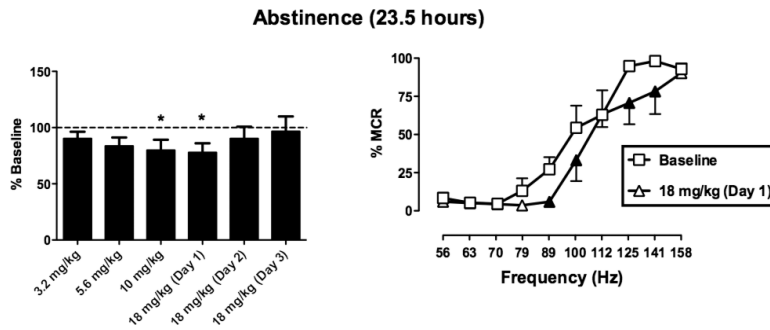 Abstinence (23.5 hours)
% Baseline
150
100
50
0
* *
3.2 mg/kg
5.6 mg/kg
10 mg/kg
18 mg/kg (Day 1)
18 mg/kg (Day 2)
18 mg/kg (Day 3)
% MCR
100
75
50
25
0
56 63 70 79 89 100 112 125 141 158
Frequency (Hz)
Baseline
18 mg/kg (Day 1)